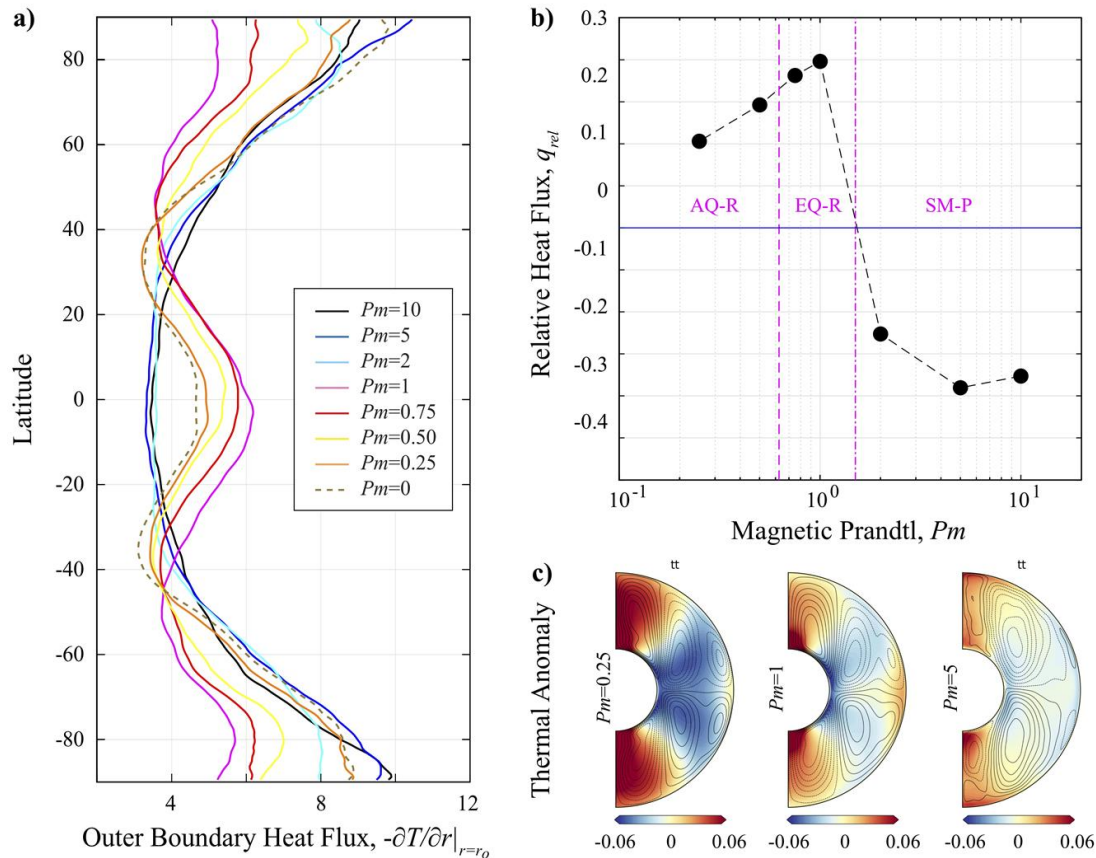 a)
80
60
40
20
0
-20
-40
-60
-80
Latitude
4
8
12
Outer Boundary Heat Flux, -∂T/∂r|r=ro
Pm=10
Pm=5
Pm=2
Pm=1
Pm=0.75
Pm=0.50
Pm=0.25
Pm=0
b)
0.3
0.2
0.1
0
-0.1
-0.2
-0.3
-0.4
Relative Heat Flux, qrel
AQ-R
EQ-R
SM-P
10-1
100
101
Magnetic Prandtl, Pm
c)
Thermal Anomaly
tt
tt
tt
Pm=0.25
Pm=1
Pm=5
-0.06 0 0.06
-0.06 0 0.06
-0.06 0 0.06